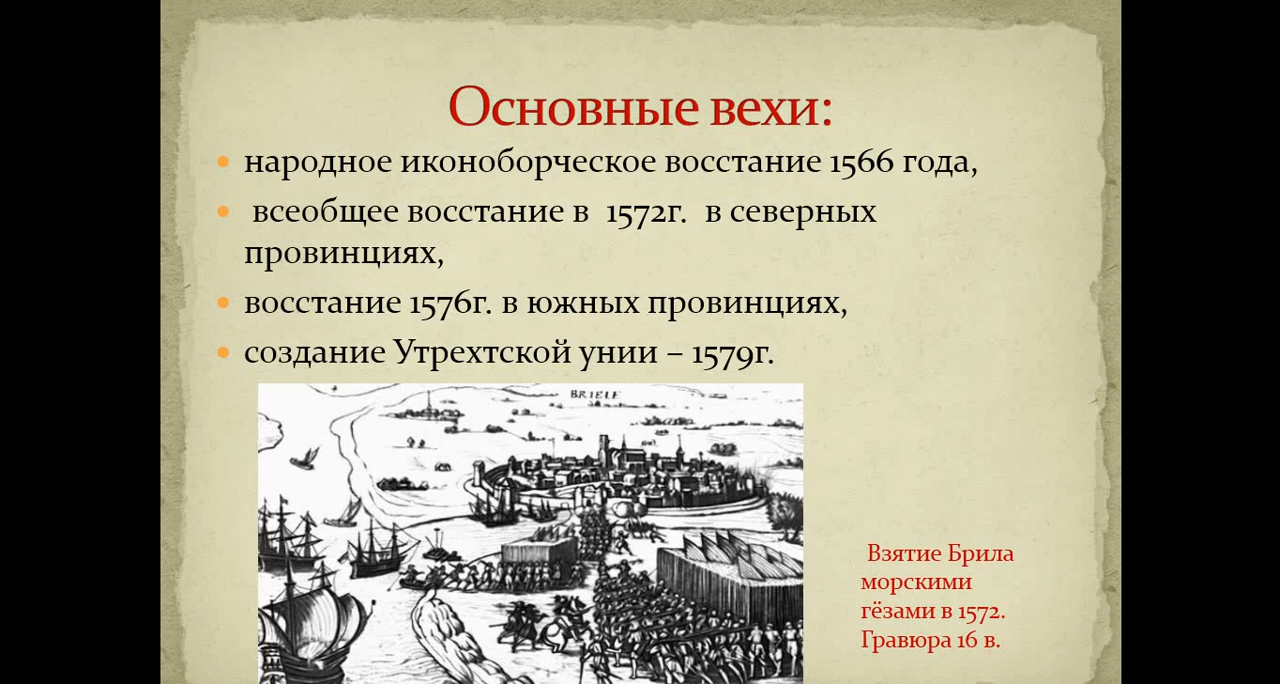 Основные вехи:
народное иконоборческое восстание 1566 года,
всеобщее восстание в 1572г. в северных
провинциях,
восстание 1576г. в южных провинциях,
создание Утрехтской унии – 1579г.
BRIELE
Взятие Брила
морскими
гёзами в 1572.
Гравюра 16 в.